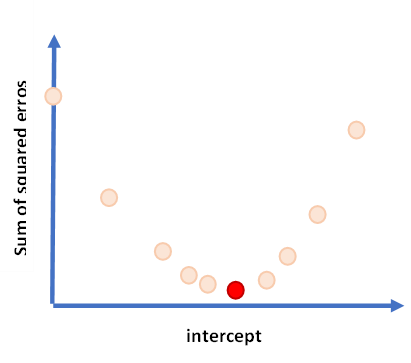 Sum of squared erros
intercept